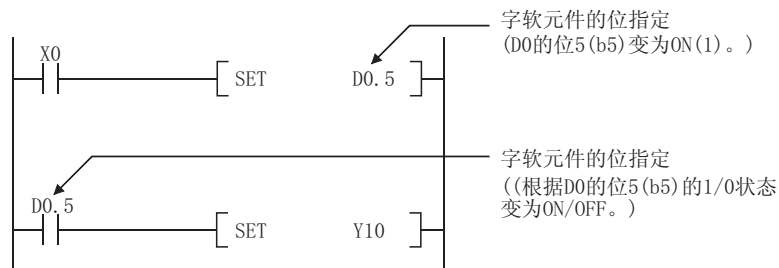 字软元件的位指定
(D0的位5(b5)变为ON(1)。)
X0
SET D0.5
字软元件的位指定
((根据D0的位5(b5)的1/0状态
变为ON/OFF。)
D0.5
SET Y10